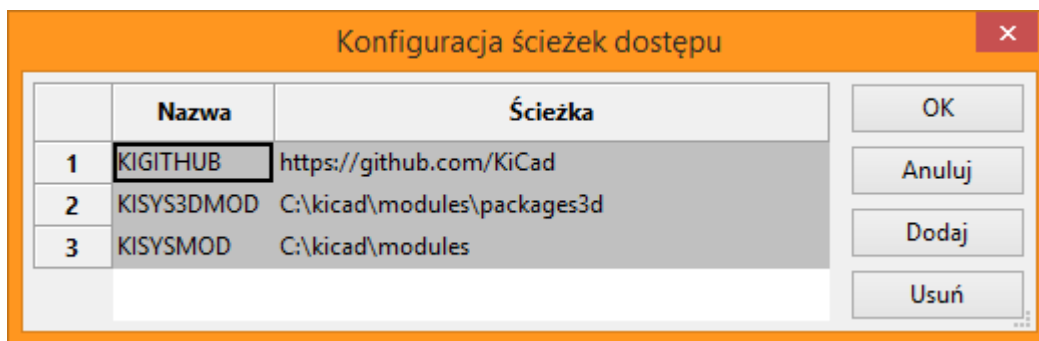 Konfiguracja ścieżek dostępu
Nazwa Ścieżka
1 KIGITHUB https://github.com/KiCad
2 KISYS3DMOD C:\kicad\modules\packages3d
3 KISYSMOD C:\kicad\modules
OK
Anuluj
Dodaj
Usuń